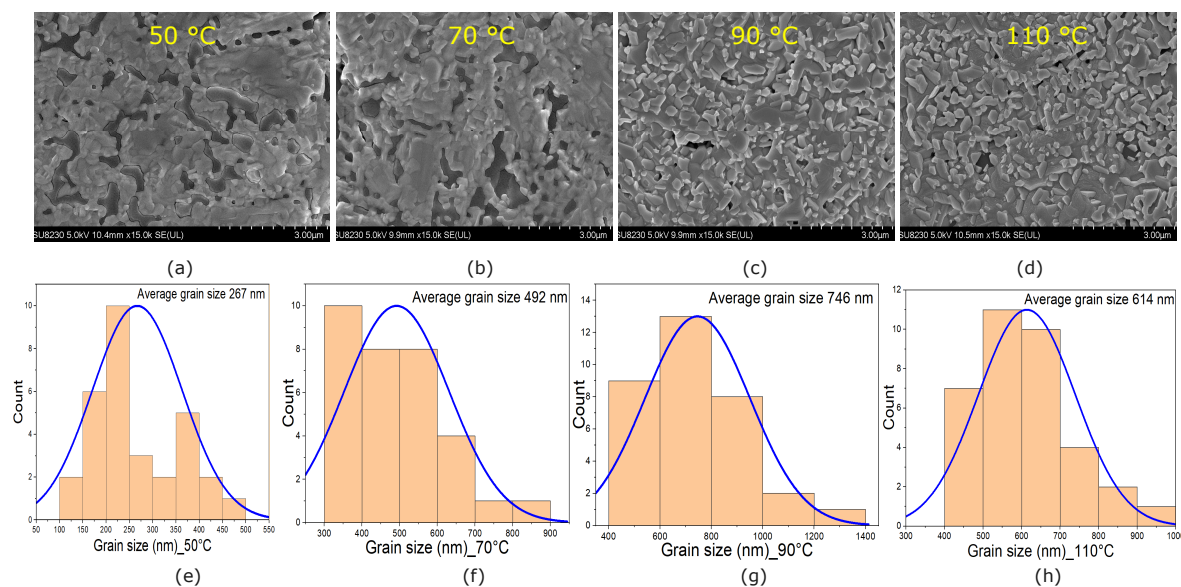 50 °C
70 °C
90 °C
110 °C
SU8230 5.0kV 10.4mm x15.0k SE(UL) 3.00µm
SU8230 5.0kV 9.9mm x15.0k SE(UL) 3.00µm
SU8230 5.0kV 9.9mm x15.0k SE(UL) 3.00µm
SU8230 5.0kV 10.5mm x15.0k SE(UL) 3.00µm
(a)
(b)
(c)
(d)
Average grain size 267 nm
Count
0
2
4
6
8
10
50 100 150 200 250 300 350 400 450 500 550
Grain size (nm)_50°C
(e)
Average grain size 492 nm
Count
0
2
4
6
8
10
300 400 500 600 700 800 900
Grain size (nm)_70°C
(f)
Average grain size 746 nm
Count
0
2
4
6
8
10
12
14
400 600 800 1000 1200 1400
Grain size (nm)_90°C
(g)
Average grain size 614 nm
Count
0
2
4
6
8
10
12
300 400 500 600 700 800 900 1000
Grain size (nm)_110°C
(h)